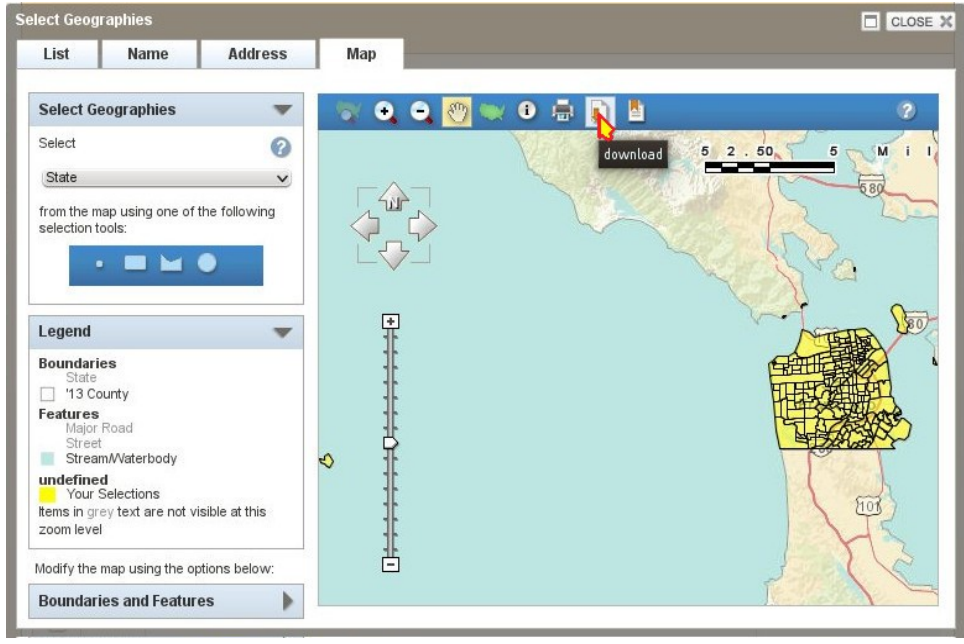 Select Geographies
CLOSE X
List Name Address Map
Select Geographies
Select
State
from the map using one of the following
selection tools:
Legend
Boundaries
State
'13 County
Features
Major Road
Street
Stream/Waterbody
undefined
Your Selections
Items in grey text are not visible at this
zoom level
Modify the map using the options below:
Boundaries and Features
download
5 2.50 5 Mil
580
N
80
101